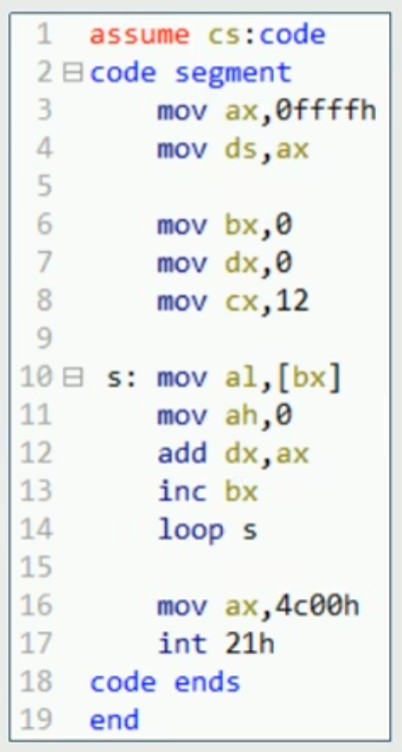 1 assume cs:code
2 code segment
3 mov ax,0ffffh
4 mov ds,ax
5
6 mov bx,0
7 mov dx,0
8 mov cx,12
9
10 s: mov al,[bx]
11 mov ah,0
12 add dx,ax
13 inc bx
14 loop s
15
16 mov ax,4c00h
17 int 21h
18 code ends
19 end